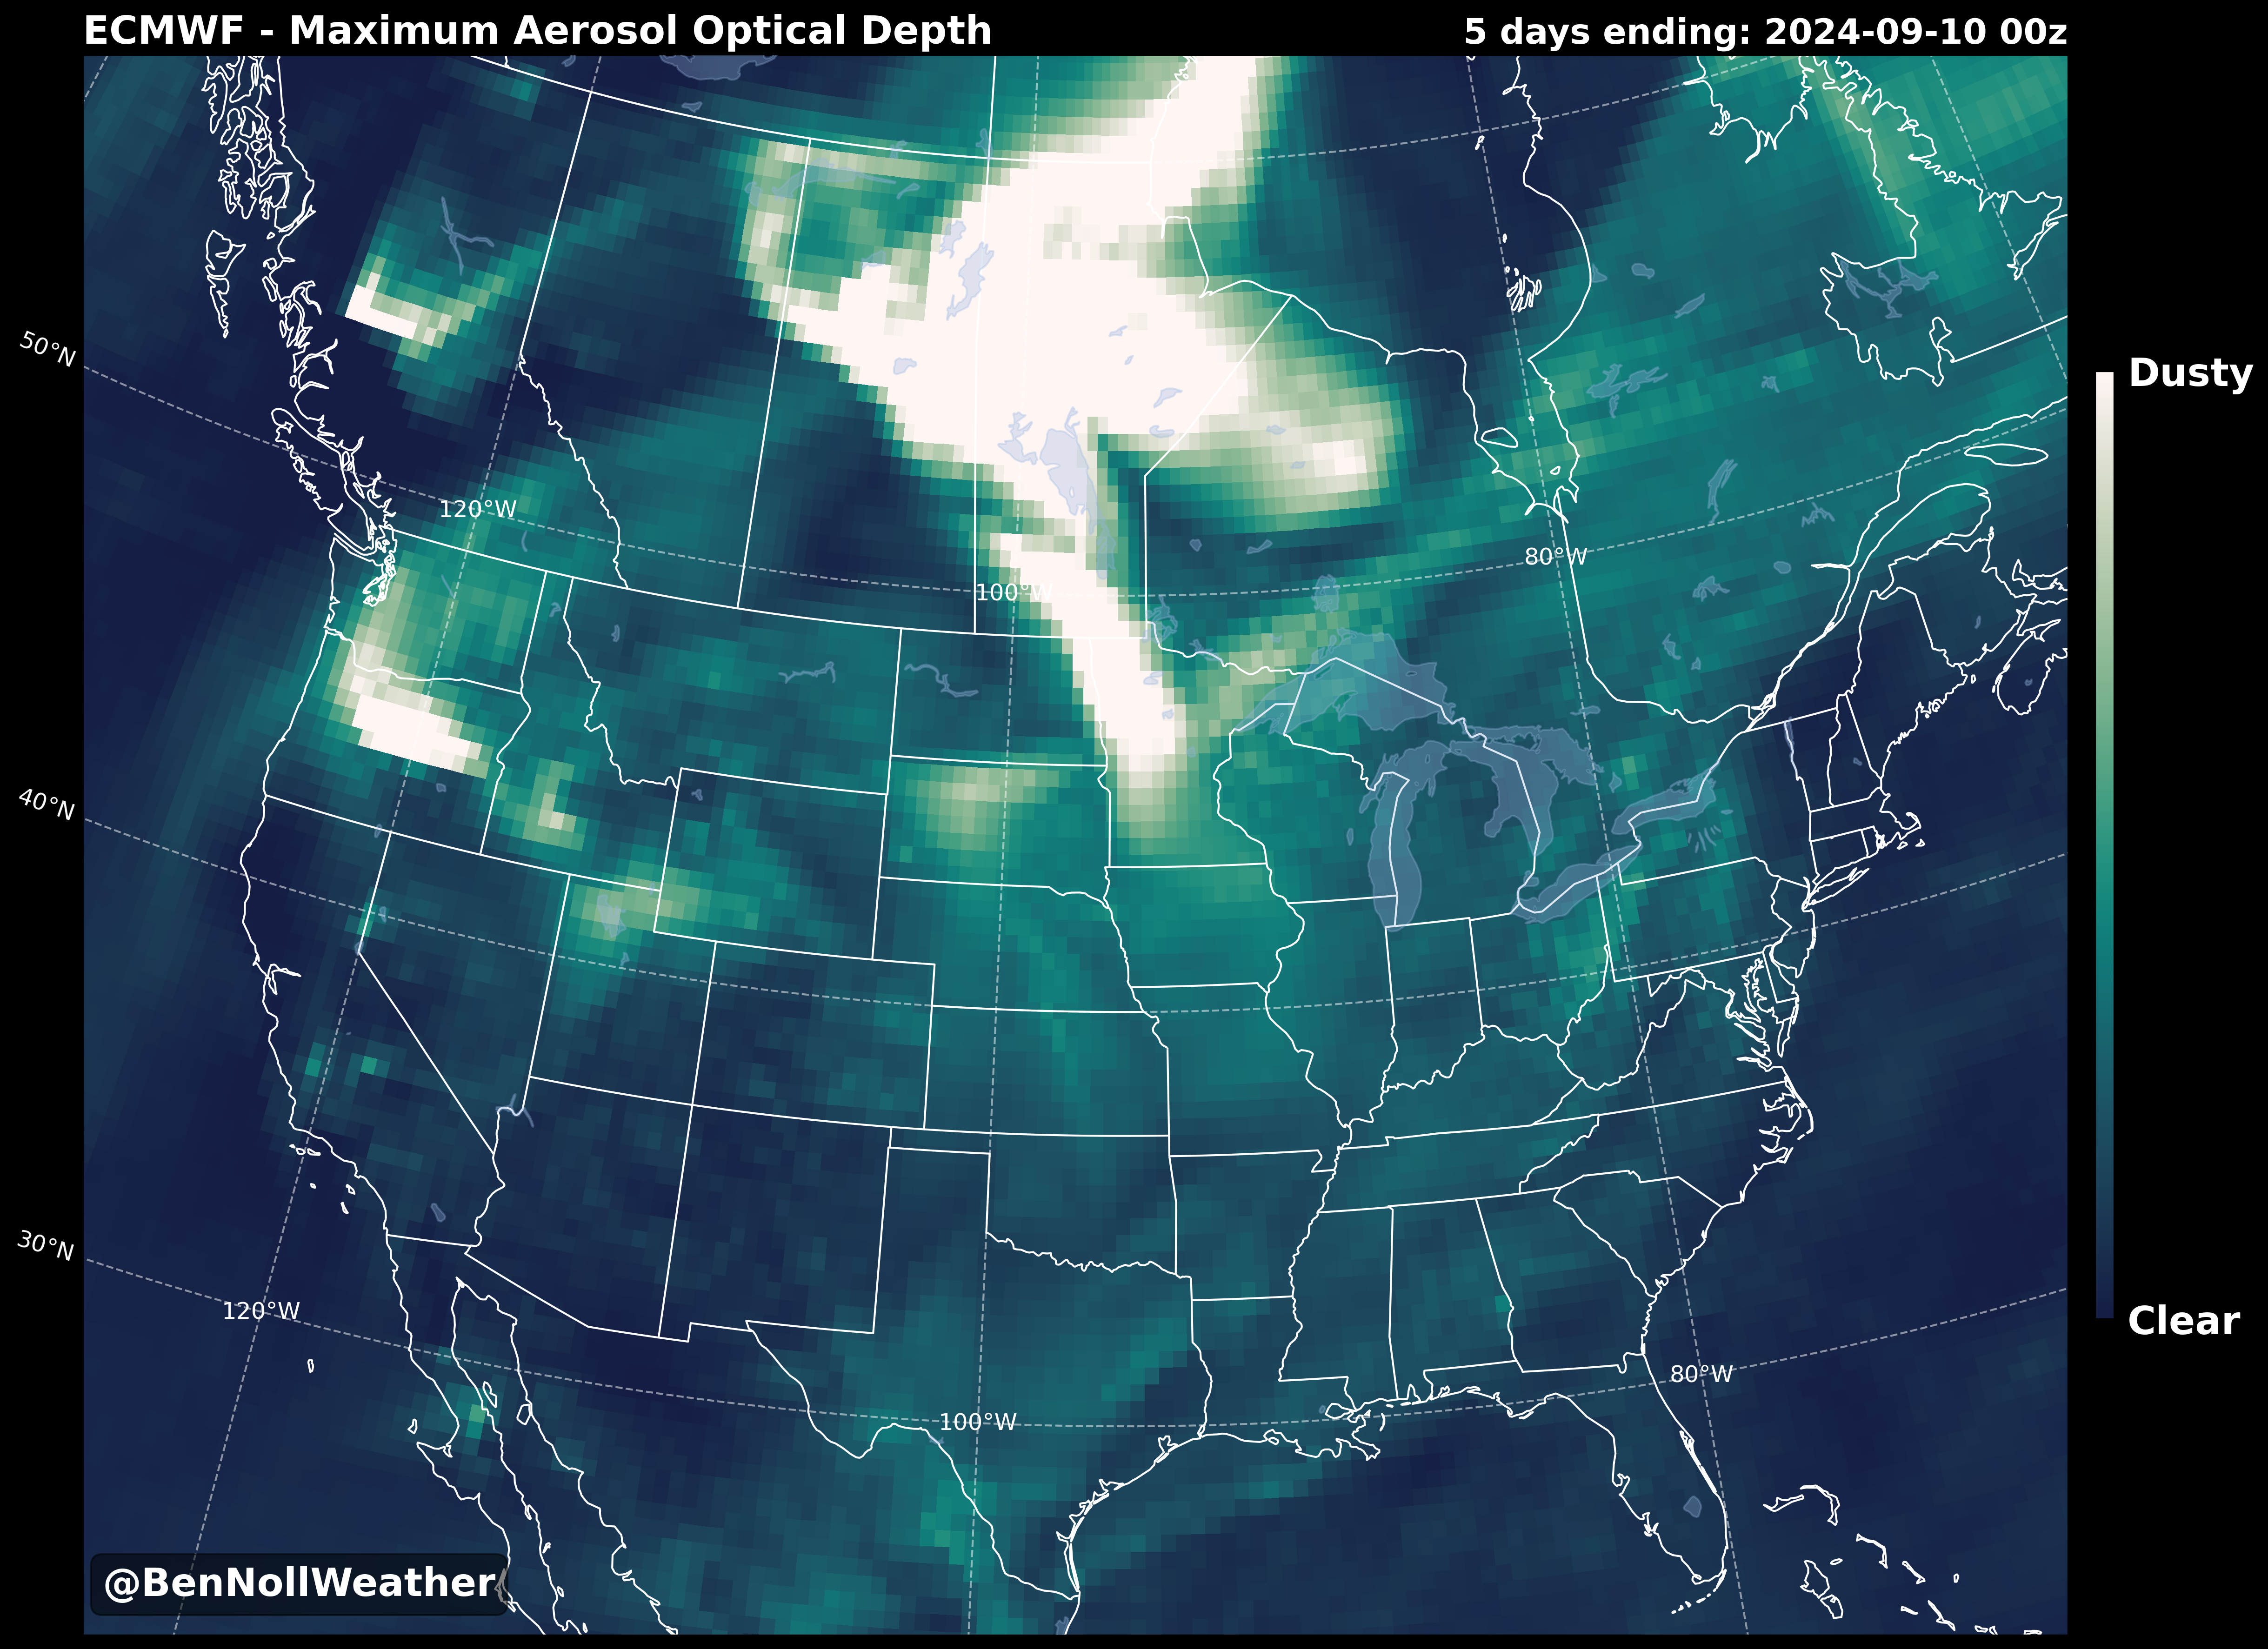 ECMWF - Maximum Aerosol Optical Depth
5 days ending: 2024-09-10 00z
50°N
Dusty
120°W
80°W
100°W
40°N
30°N
120°W
Clear
80°W
100°W
@BenNollWeather